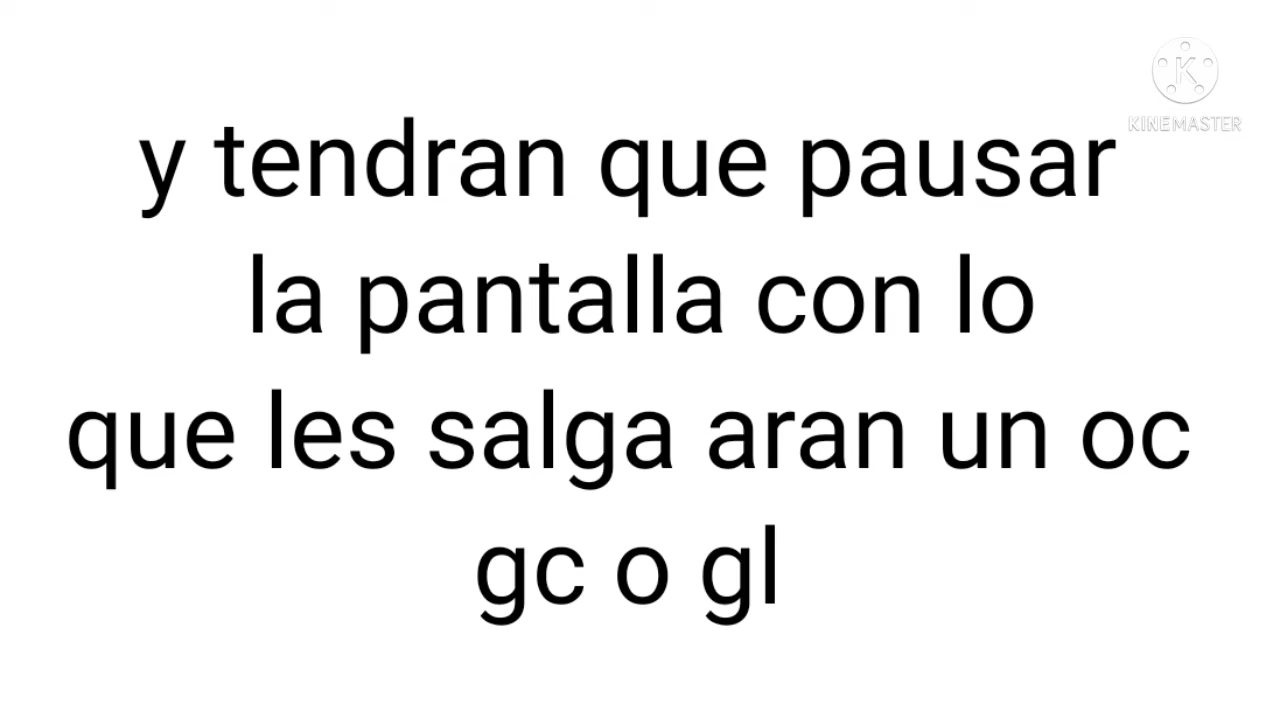 KINEMASTER
y tendran que pausar
la pantalla con lo
que les salga aran un oc
gc o gl